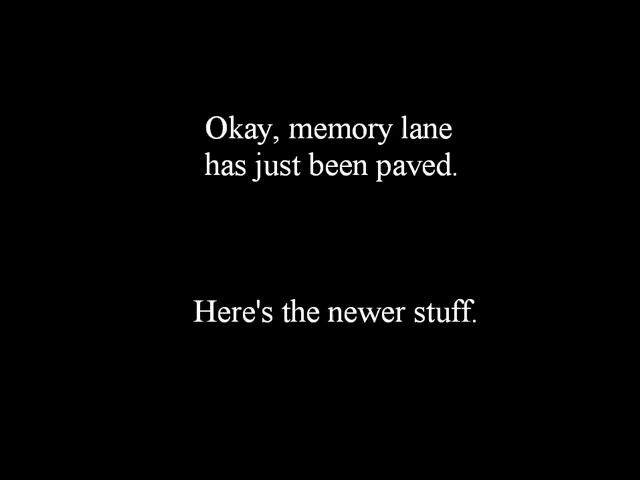 Okay, memory lane
has just been paved.
Here's the newer stuff.